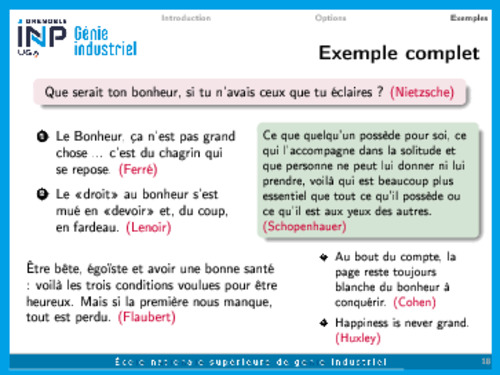 Introduction Options Exemples
GRENOBLE
INP
UGA
Génie
industriel
Exemple complet
Que serait ton bonheur, si tu n'avais ceux que tu éclaires ? (Nietzsche)
1 Le Bonheur, ça n'est pas grand
chose ... c'est du chagrin qui
se repose. (Ferré)
2 Le «droit» au bonheur s'est
mué en «devoir» et, du coup,
en fardeau. (Lenoir)
Ce que quelqu'un possède pour soi, ce
qui l'accompagne dans la solitude et
que personne ne peut lui donner ni lui
prendre, voilà qui est beaucoup plus
essentiel que tout ce qu'il possède ou
ce qu'il est aux yeux des autres.
(Schopenhauer)
Être bête, égoïste et avoir une bonne santé
: voilà les trois conditions voulues pour être
heureux. Mais si la première nous manque,
tout est perdu. (Flaubert)
Au bout du compte, la
page reste toujours
blanche du bonheur à
conquérir. (Cohen)
Happiness is never grand.
(Huxley)
École nationale supérieure de génie industriel
18